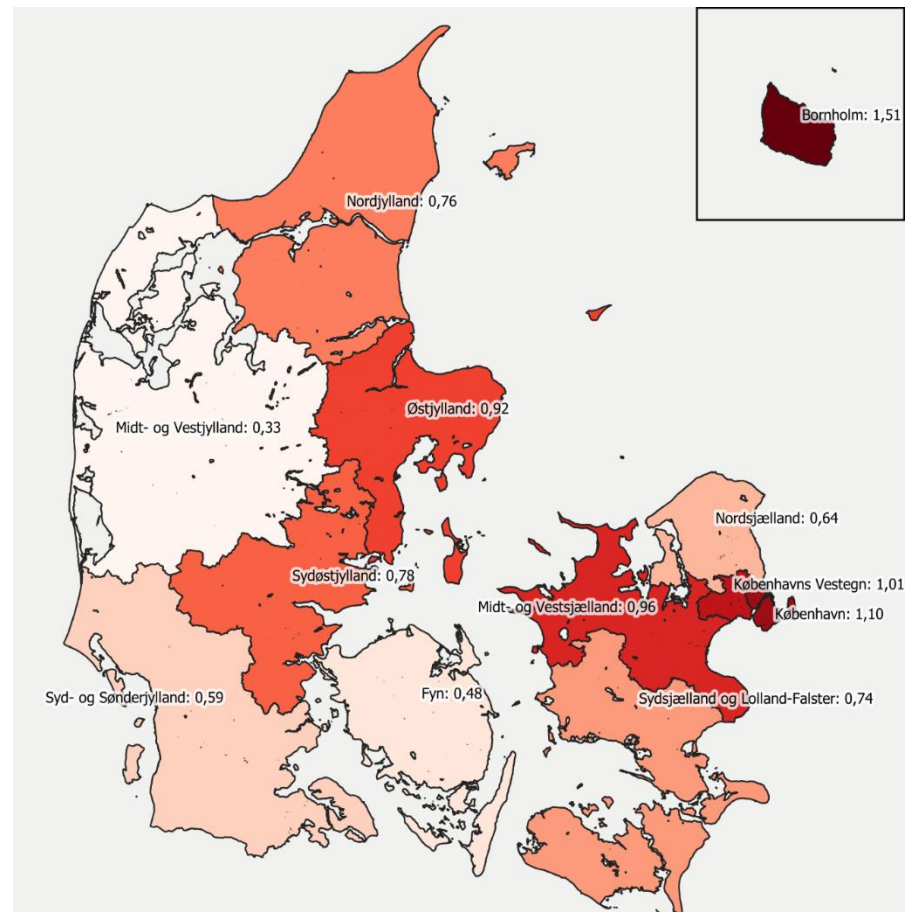 Bornholm: 1,51
Nordjylland: 0,76
Østjylland: 0,92
Midt- og Vestjylland: 0,33
Nordsjælland: 0,64
Sydøstjylland: 0,78
Københavns Vestegn: 1,01
Midt- og Vestsjælland: 0,96
København: 1,10
Syd- og Sønderjylland: 0,59
Fyn: 0,48
Sydsjælland og Lolland-Falster: 0,74